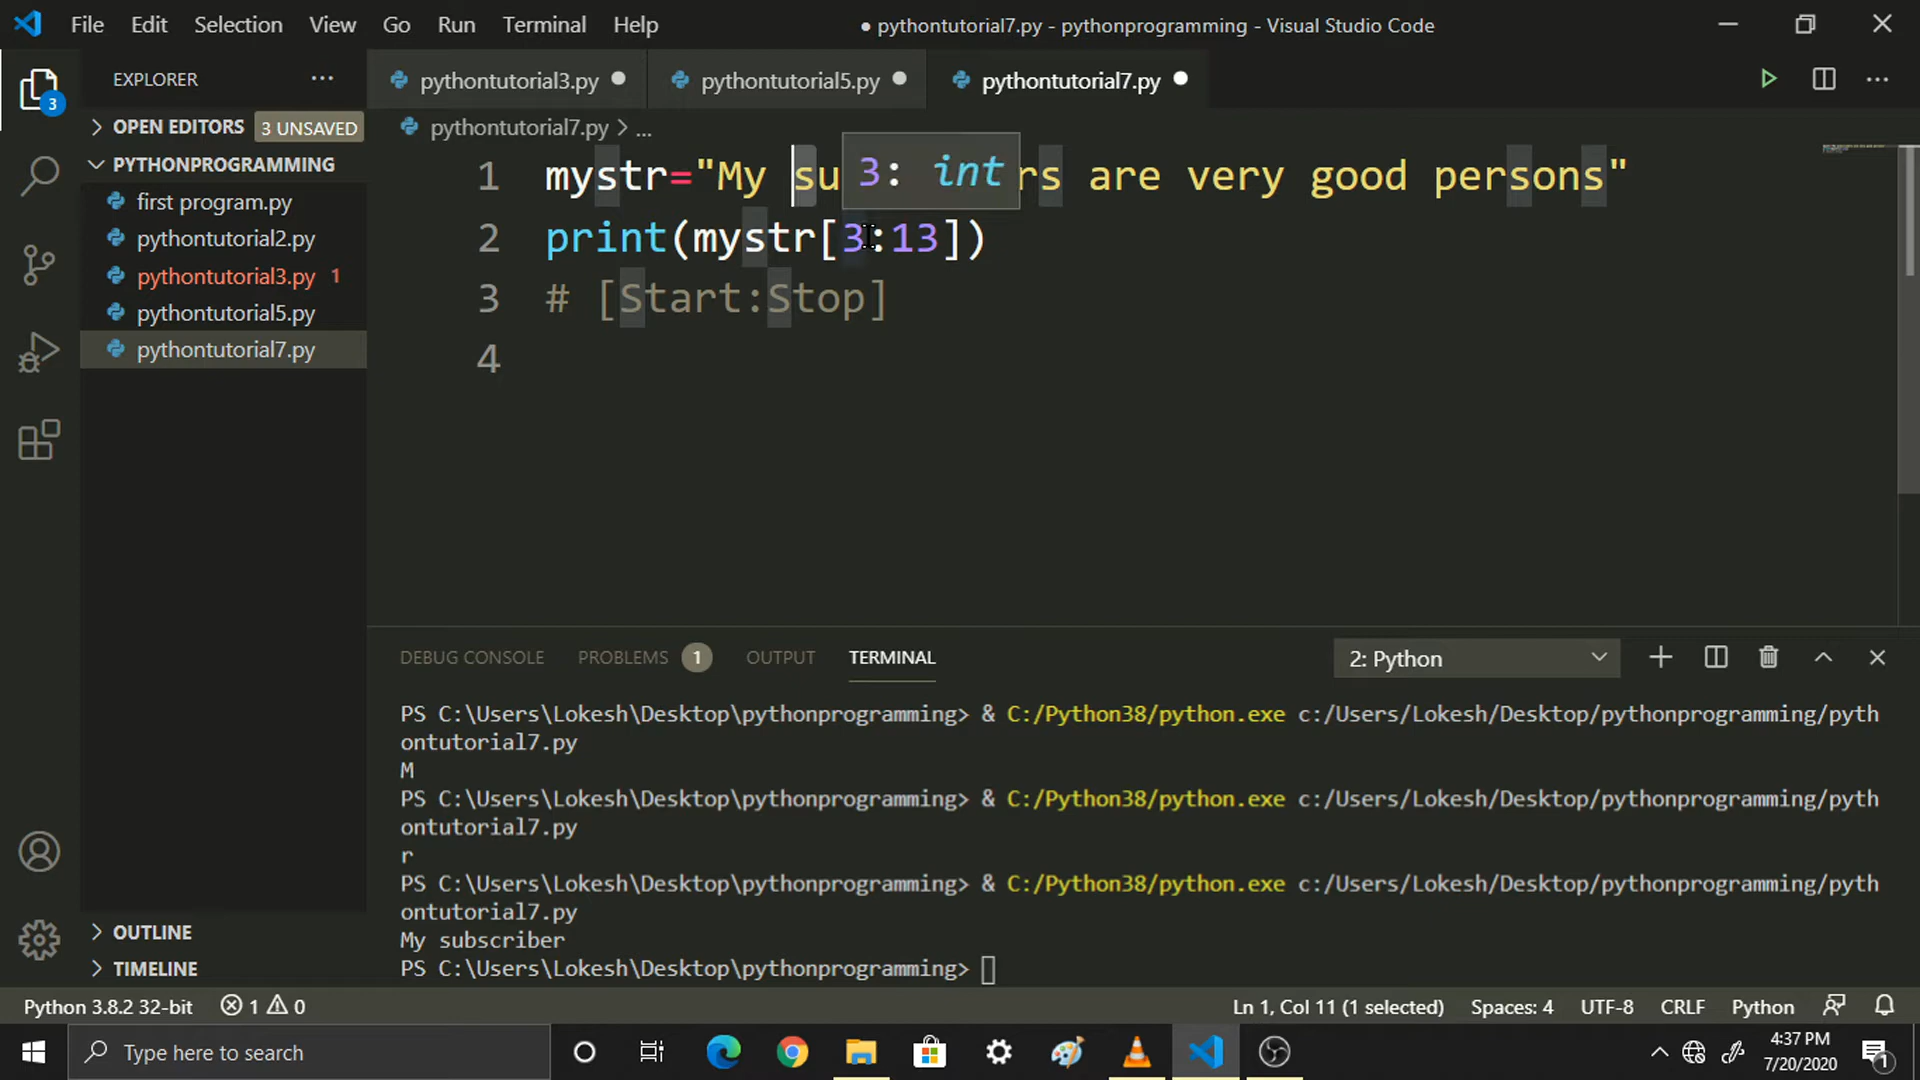 File Edit Selection View Go Run Terminal Help ● pythontutorial7.py - pythonprogramming - Visual Studio Code
EXPLORER ...
pythontutorial3.py
pythontutorial5.py
pythontutorial7.py
3
OPEN EDITORS 3 UNSAVED
PYTHONPROGRAMMING
first program.py
pythontutorial2.py
pythontutorial3.py 1
pythontutorial5.py
pythontutorial7.py
OUTLINE
TIMELINE
pythontutorial7.py > ...
3: int
1 mystr="My su rs are very good persons"
2 print(mystr[3:13])
3 # [Start:Stop]
4
DEBUG CONSOLE PROBLEMS 1 OUTPUT TERMINAL 2: Python
PS C:\Users\Lokesh\Desktop\pythonprogramming> & C:/Python38/python.exe c:/Users/Lokesh/Desktop/pythonprogramming/pyth
ontutorial7.py
M
PS C:\Users\Lokesh\Desktop\pythonprogramming> & C:/Python38/python.exe c:/Users/Lokesh/Desktop/pythonprogramming/pyth
ontutorial7.py
r
PS C:\Users\Lokesh\Desktop\pythonprogramming> & C:/Python38/python.exe c:/Users/Lokesh/Desktop/pythonprogramming/pyth
ontutorial7.py
My subscriber
PS C:\Users\Lokesh\Desktop\pythonprogramming>
Python 3.8.2 32-bit 1 0 Ln 1, Col 11 (1 selected) Spaces: 4 UTF-8 CRLF Python
Type here to search
4:37 PM
7/20/2020
1